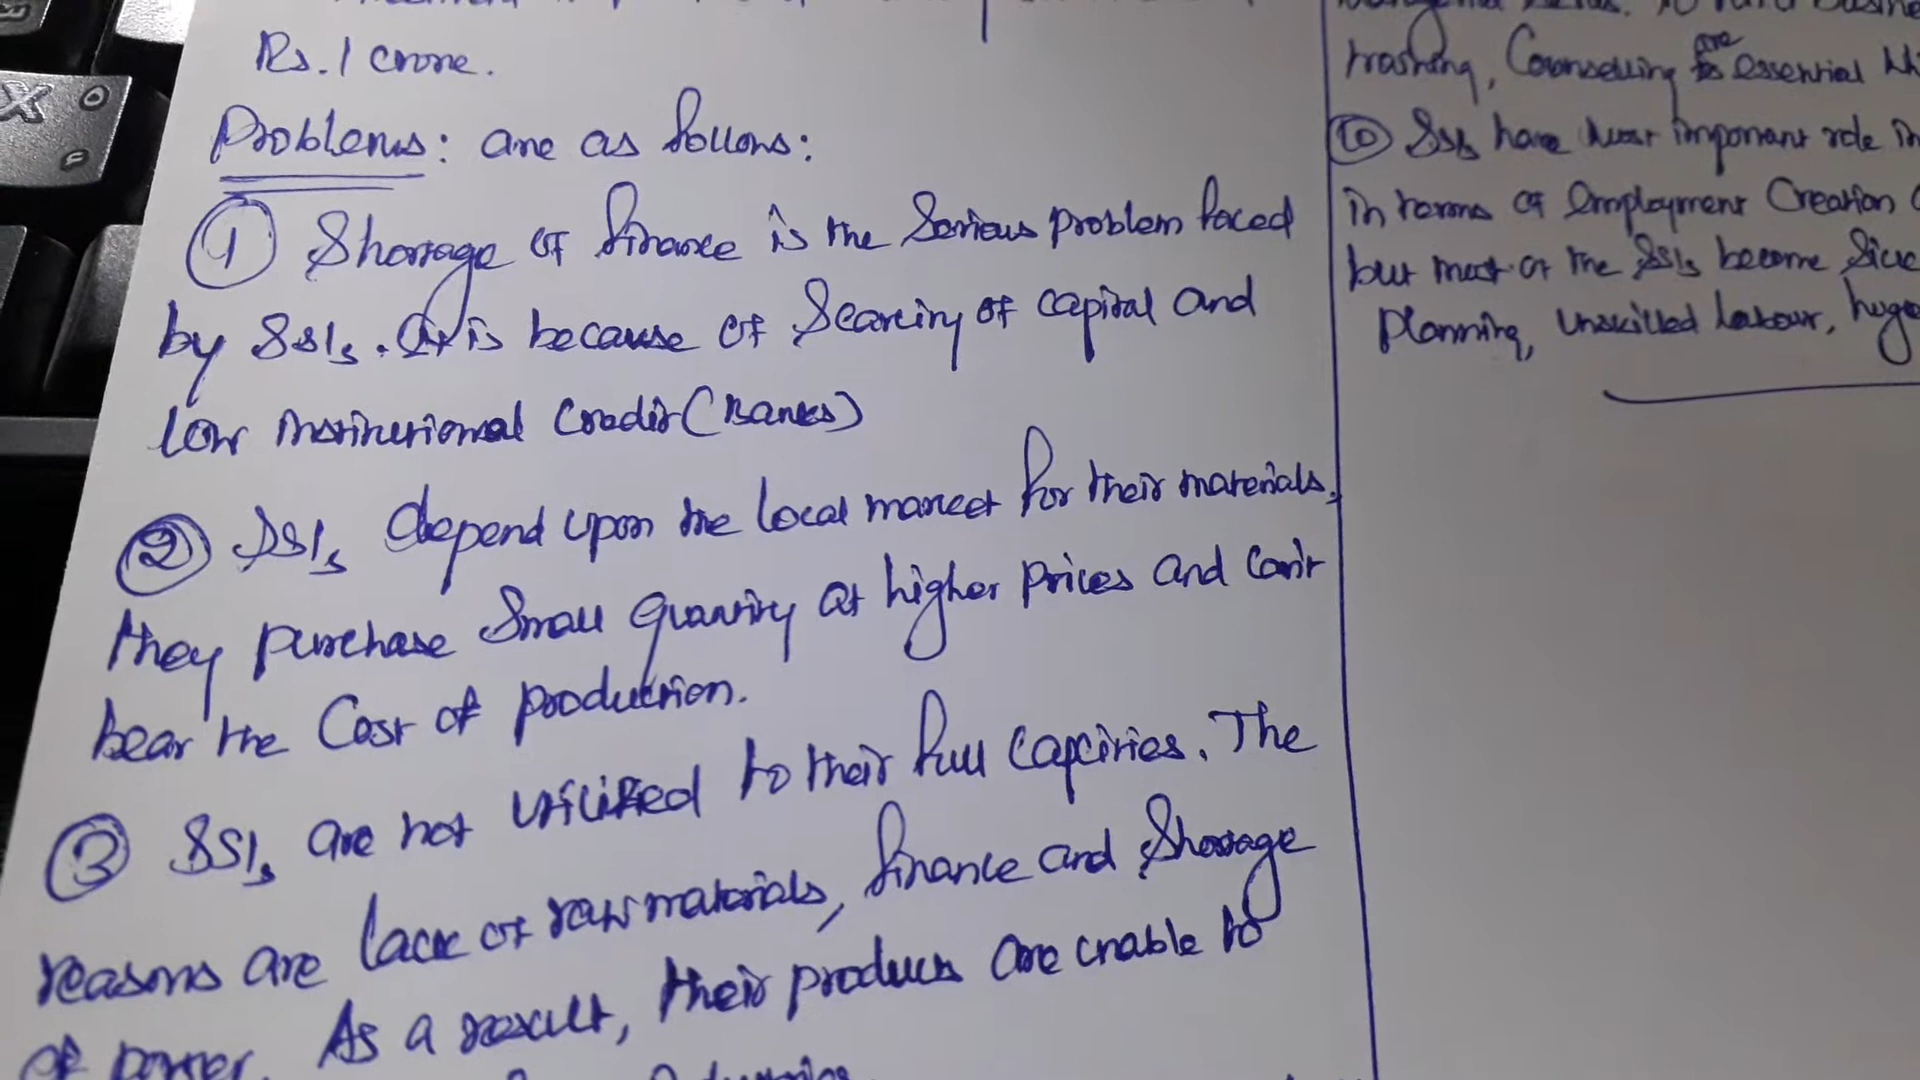 Rs. 1 crore.
Problems: are as follows:
① Shortage of finance is the Serious problem faced
by SSIs. It is because of Scarcity of capital and
low institutional Credit (Banks)
② SSIs depend upon the local market for their materials.
they purchase Small quantity at higher prices and can't
bear the Cost of production.
③ SSIs are not utilized to their full capcities. The
reasons are lack of raw materials, finance and Shortage
of power. As a result, their products are unable to
Counselling are essential
⑩ SSIs have most important role in
in terms of Employment Creation
but most of the SSIs become Sick
planning, unskilled labour, huge